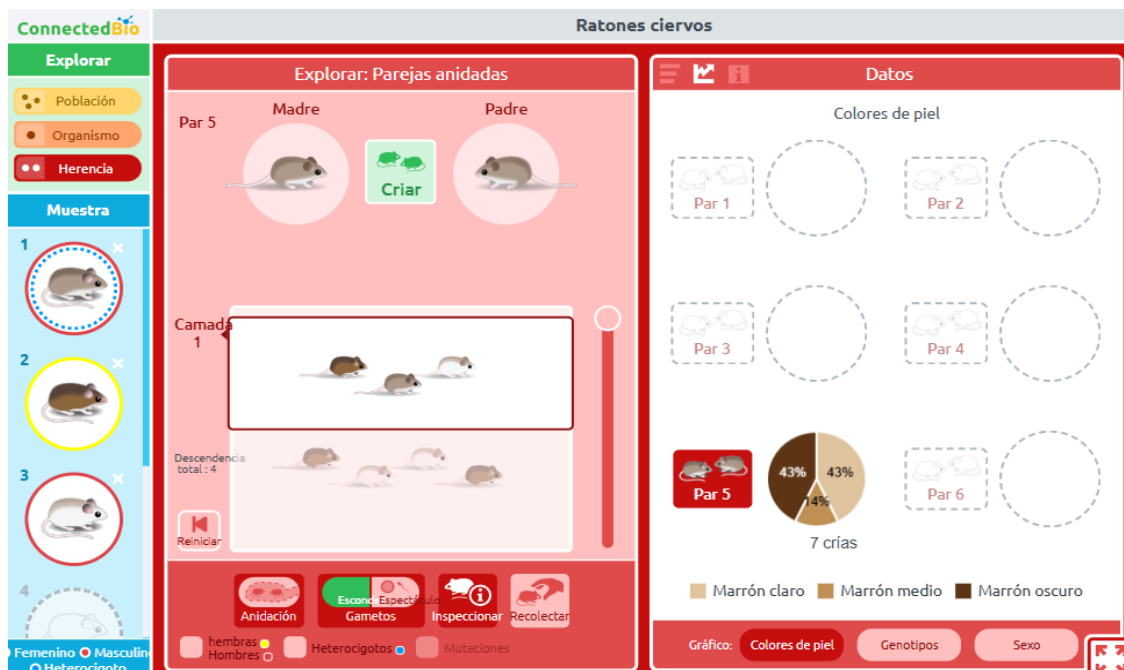 ConnectedBio
Ratones ciervos
Explorar
Población
Organismo
Herencia
Muestra
1
2
3
4
Femenino Masculin
Heterocigoto
Explorar: Parejas anidadas
Par 5
Madre
Padre
Criar
Camada
1
Descendencia
total : 4
Reiniciar
Anidación
Escond Espectáculo
Gametos
Inspeccionar
Recolectar
hembras
Hombres
Heterocigotos
Mutaciones
Datos
Colores de piel
Par 1
Par 2
Par 3
Par 4
Par 5
43%
43%
14%
7 crías
Par 6
Marrón claro
Marrón medio
Marrón oscuro
Gráfico:
Colores de piel
Genotipos
Sexo